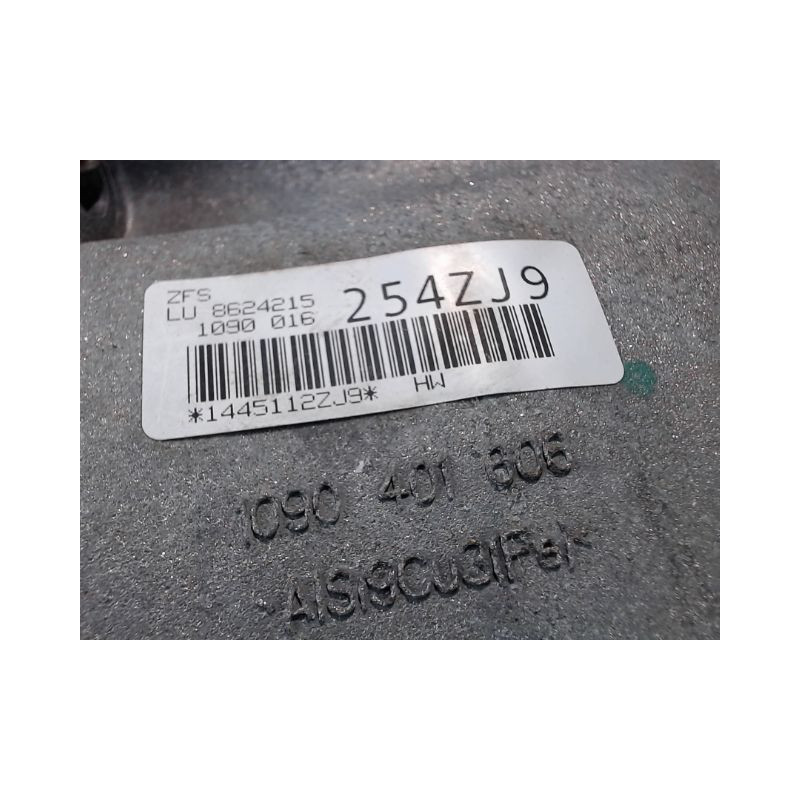 ZFS
LU 8624215
1090 016
254ZJ9
*1445112ZJ9* HW
1090 401 606
AlSi9Cu3(Fe)